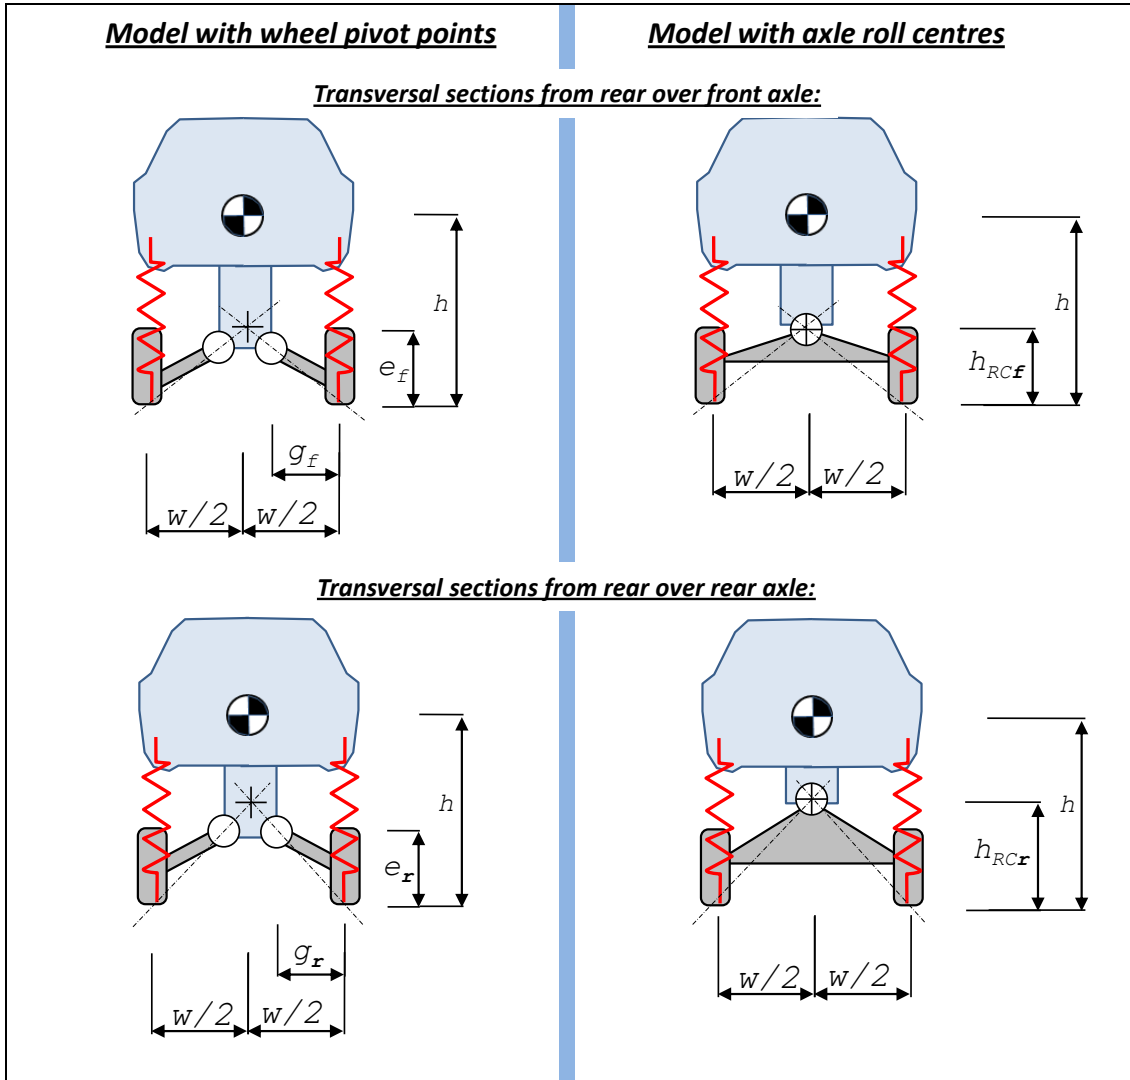 Model with wheel pivot points
Model with axle roll centres
Transversal sections from rear over front axle:
h
e_f
g_f
w/2
w/2
h
h_RCf
w/2
w/2
Transversal sections from rear over rear axle:
h
e_r
g_r
w/2
w/2
h
h_RCr
w/2
w/2